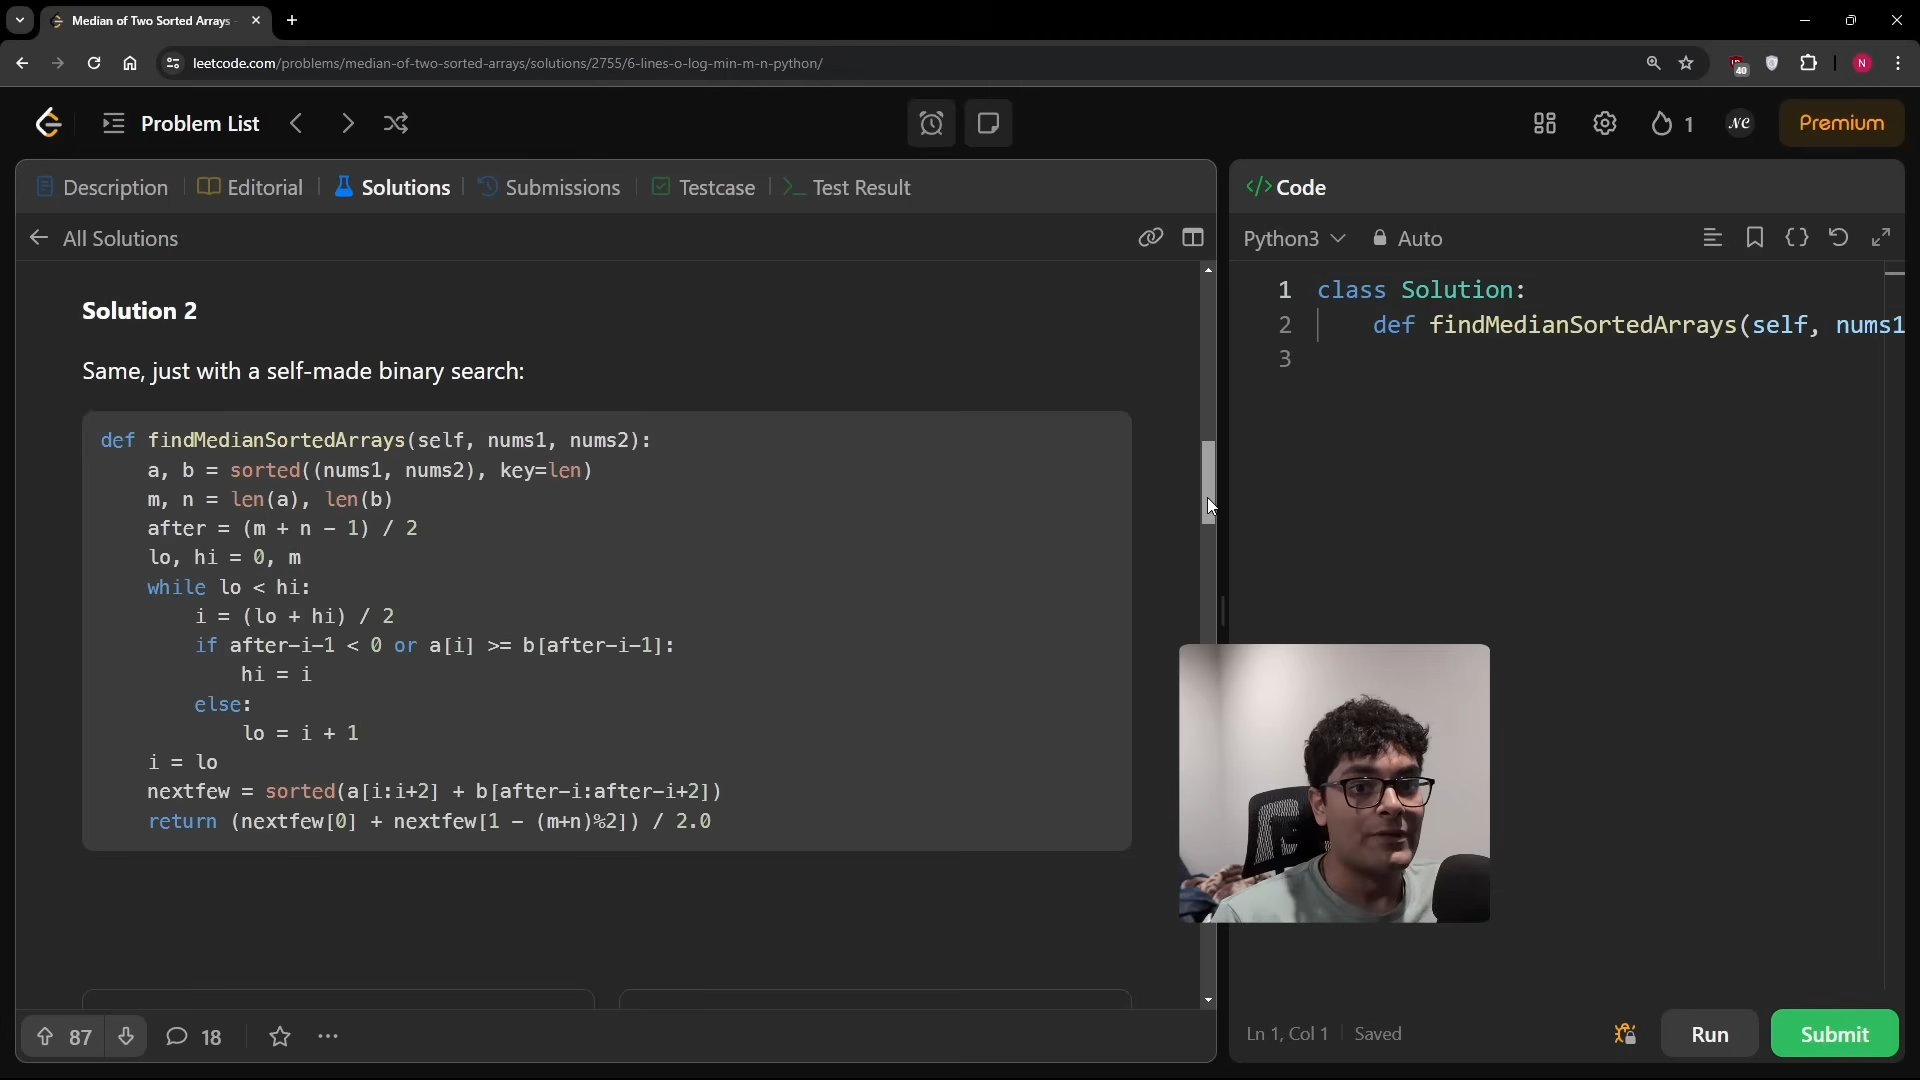 Median of Two Sorted Arrays -
leetcode.com/problems/median-of-two-sorted-arrays/solutions/2755/6-lines-o-log-min-m-n-python/
40
N
Problem List
1
NC
Premium
Description
Editorial
Solutions
Submissions
Testcase
Test Result
All Solutions
Solution 2
Same, just with a self-made binary search:
def findMedianSortedArrays(self, nums1, nums2):
    a, b = sorted((nums1, nums2), key=len)
    m, n = len(a), len(b)
    after = (m + n - 1) / 2
    lo, hi = 0, m
    while lo < hi:
        i = (lo + hi) / 2
        if after-i-1 < 0 or a[i] >= b[after-i-1]:
            hi = i
        else:
            lo = i + 1
    i = lo
    nextfew = sorted(a[i:i+2] + b[after-i:after-i+2])
    return (nextfew[0] + nextfew[1 - (m+n)%2]) / 2.0
87
18
</> Code
Python3
Auto
1 class Solution:
2     def findMedianSortedArrays(self, nums1
3
Ln 1, Col 1
Saved
Run
Submit